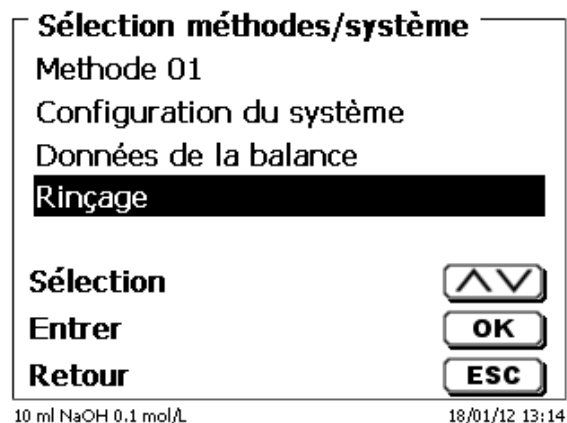 Sélection méthodes/système
Methode 01
Configuration du système
Données de la balance
Rinçage
Sélection
Entrer OK
Retour ESC
10 ml NaOH 0.1 mol/L 18/01/12 13:14